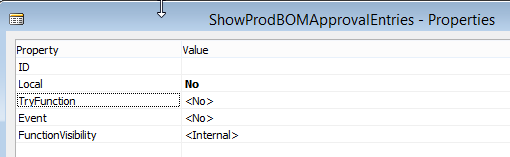 ShowProdBOMApprovalEntries - Properties
Property Value
ID
Local No
TryFunction <No>
Event <No>
FunctionVisibility <Internal>